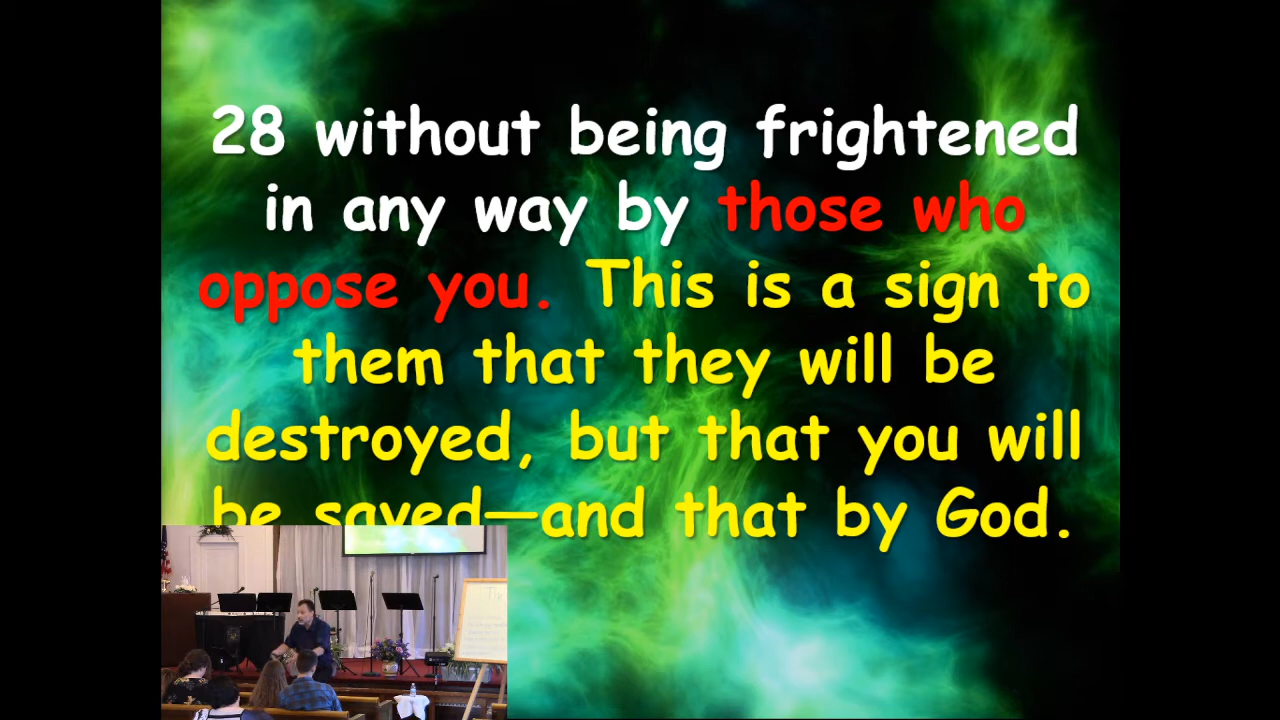 28 without being frightened
in any way by those who
oppose you. This is a sign to
them that they will be
destroyed, but that you will
be saved—and that by God.